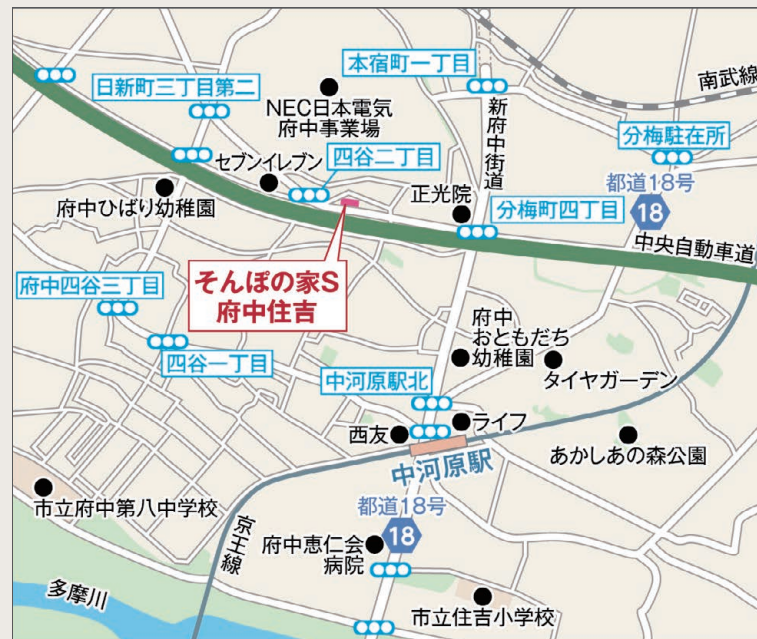 本宿町一丁目
南武線
日新町三丁目第二
NEC日本電気
府中事業場
新府中街道
分梅駐在所
セブンイレブン
四谷二丁目
都道18号
18
府中ひばり幼稚園
正光院
分梅町四丁目
中央自動車道
そんぽの家S
府中住吉
府中四谷三丁目
四谷一丁目
府中
おともだち
幼稚園
タイヤガーデン
中河原駅北
ライフ
西友
あかしあの森公園
中河原駅
市立府中第八中学校
都道18号
18
京王線
府中恵仁会
病院
多摩川
市立住吉小学校